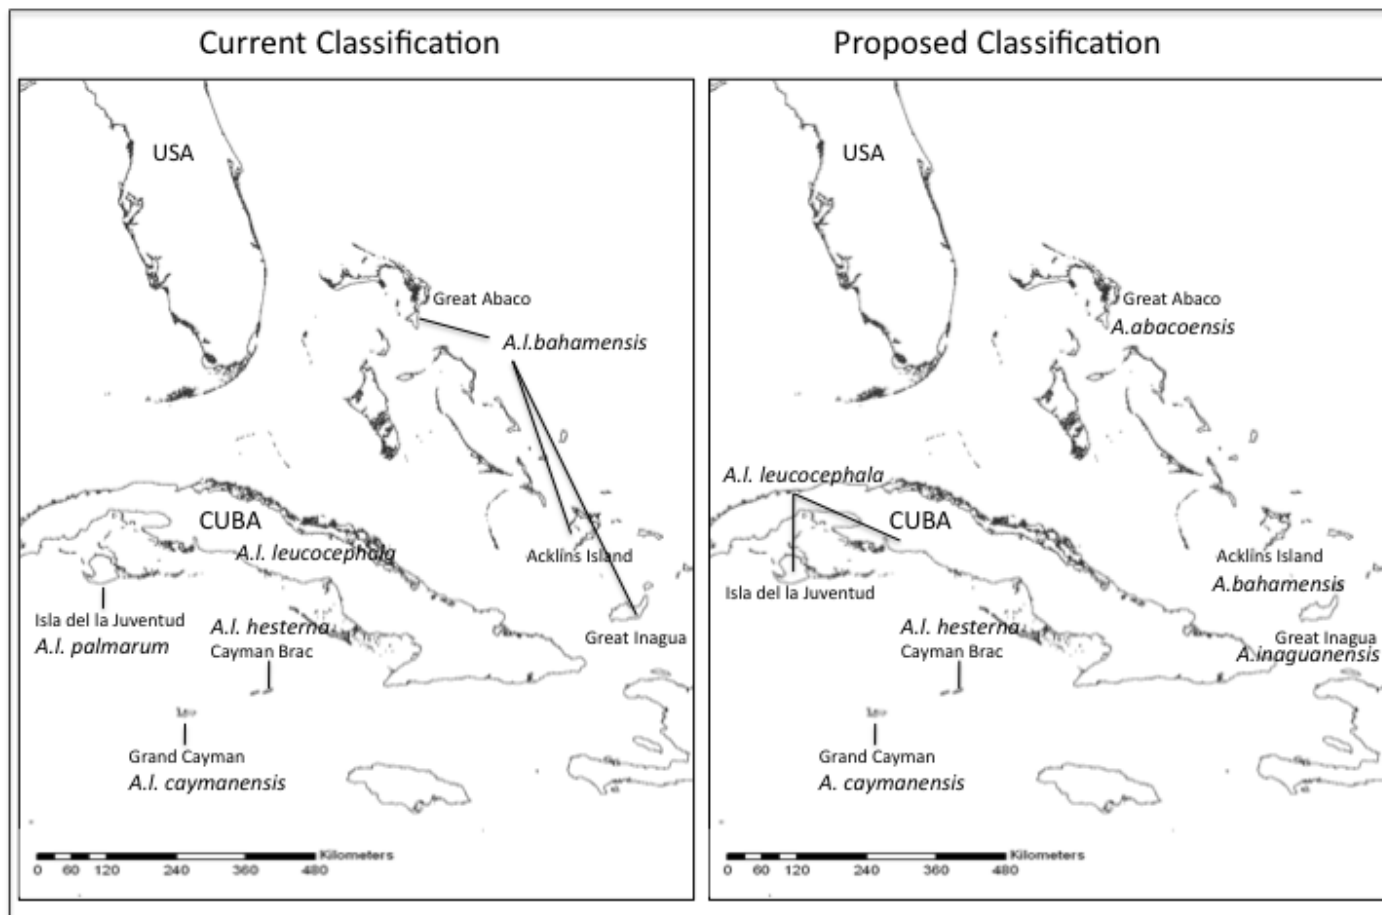 Current Classification
USA
Great Abaco
A.l.bahamensis
CUBA
A.l. leucocephala
Acklins Island
Isla del la Juventud
A.l. palmarum
A.l. hesterna
Cayman Brac
Great Inagua
Grand Cayman
A.l. caymanensis
Kilometers
0 60 120 240 360 480
Proposed Classification
USA
Great Abaco
A.abacoensis
A.l. leucocephala
CUBA
Acklins Island
A.bahamensis
Isla del la Juventud
A.l. hesterna
Cayman Brac
Great Inagua
A.inaguanensis
Grand Cayman
A. caymanensis
Kilometers
0 60 120 240 360 480